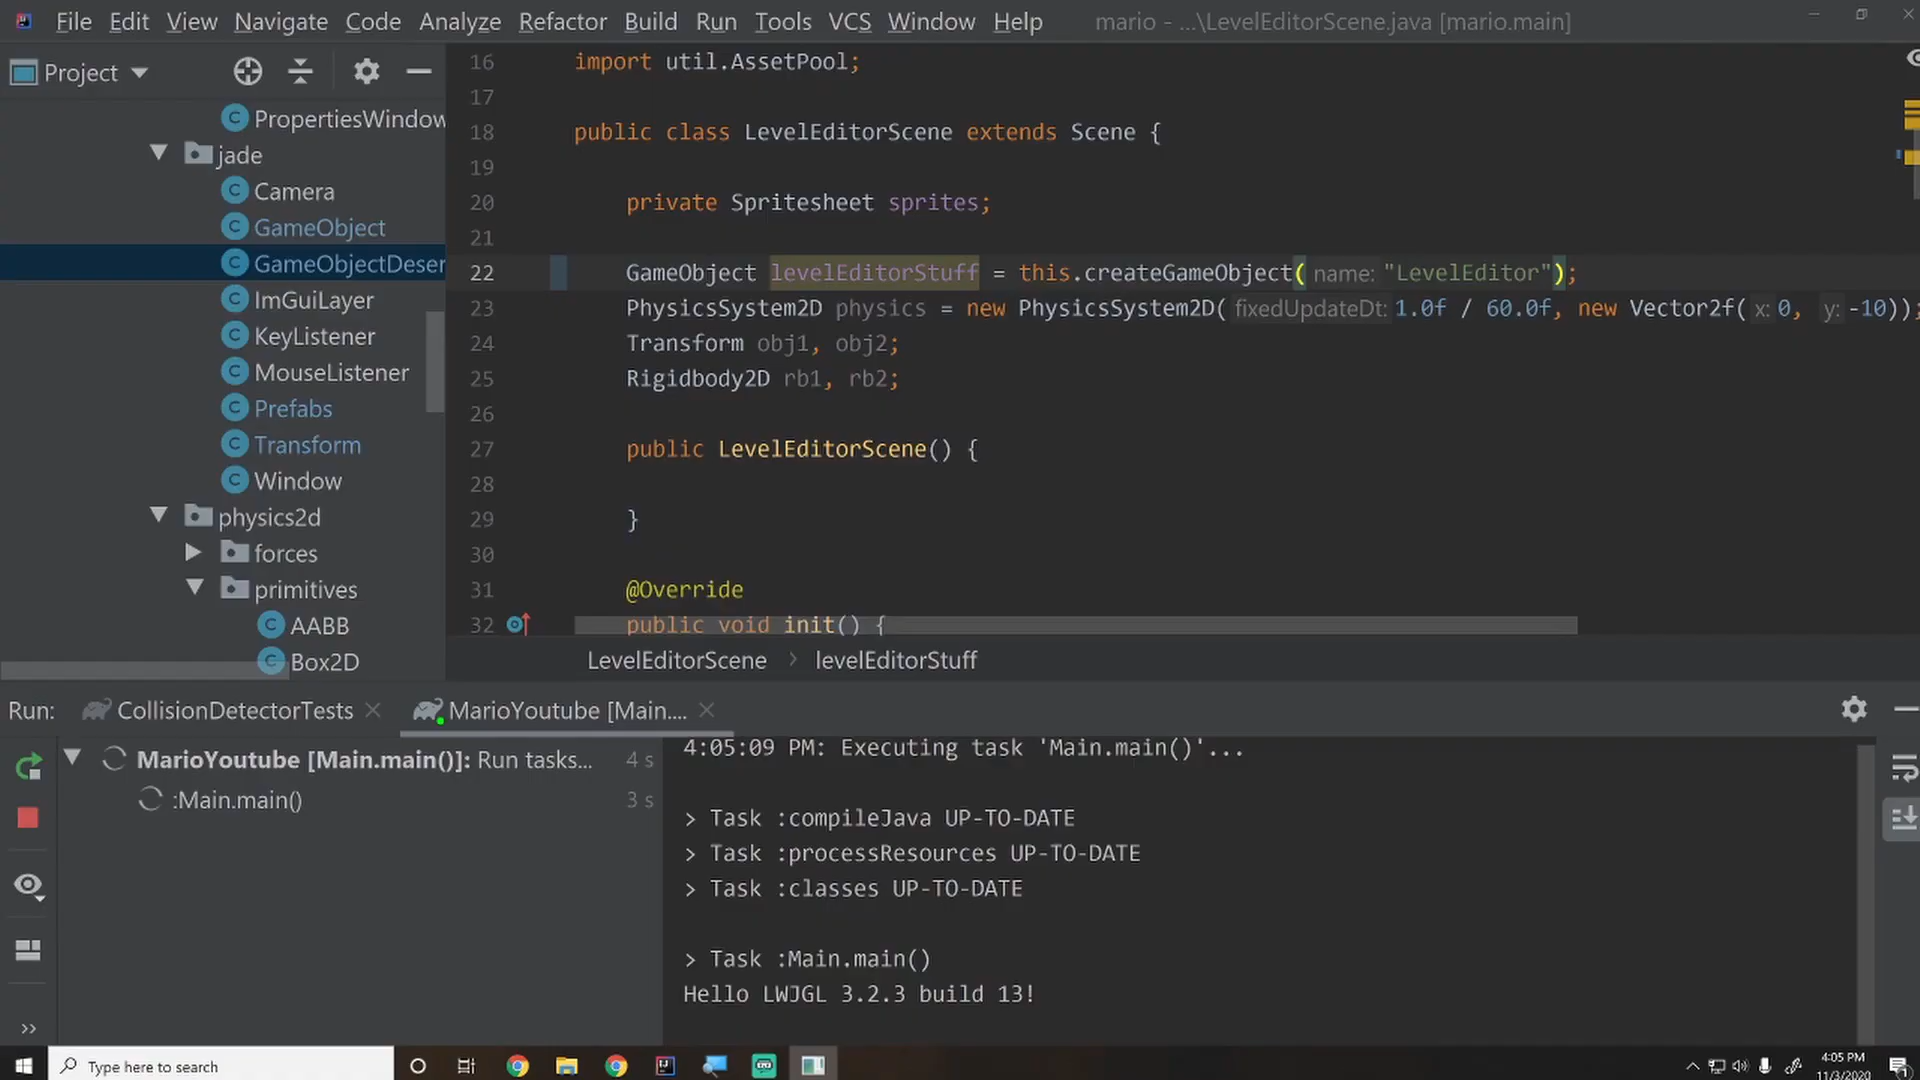 File Edit View Navigate Code Analyze Refactor Build Run Tools VCS Window Help mario - ...\LevelEditorScene.java [mario.main]
Project
PropertiesWindow
jade
Camera
GameObject
GameObjectDeser
ImGuiLayer
KeyListener
MouseListener
Prefabs
Transform
Window
physics2d
forces
primitives
AABB
Box2D
16 import util.AssetPool;
17
18 public class LevelEditorScene extends Scene {
19
20 private Spritesheet sprites;
21
22 GameObject levelEditorStuff = this.createGameObject( name: "LevelEditor");
23 PhysicsSystem2D physics = new PhysicsSystem2D( fixedUpdateDt: 1.0f / 60.0f, new Vector2f( x: 0, y: -10));
24 Transform obj1, obj2;
25 Rigidbody2D rb1, rb2;
26
27 public LevelEditorScene() {
28
29 }
30
31 @Override
32 public void init() {
LevelEditorScene > levelEditorStuff
Run: CollisionDetectorTests MarioYoutube [Main....
MarioYoutube [Main.main()]: Run tasks... 4 s
:Main.main() 3 s
4:05:09 PM: Executing task 'Main.main()'...
> Task :compileJava UP-TO-DATE
> Task :processResources UP-TO-DATE
> Task :classes UP-TO-DATE
> Task :Main.main()
Hello LWJGL 3.2.3 build 13!
Type here to search
4:05 PM
11/3/2020